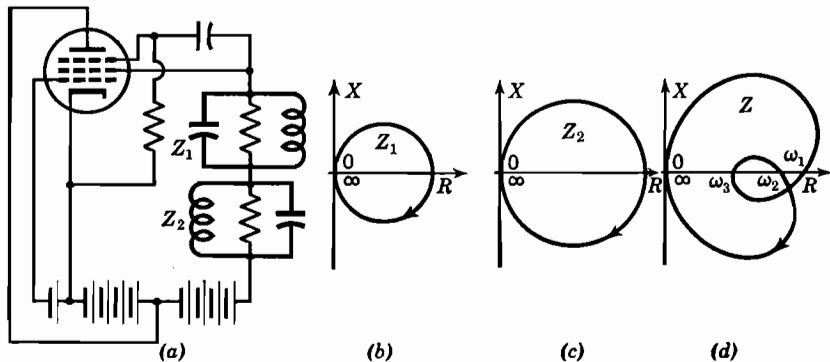 Z₁
Z₂
(a)
X
Z₁
0
∞
R
(b)
X
Z₂
0
∞
R
(c)
X
Z
0
∞
ω₁
ω₂
ω₃
R
(d)